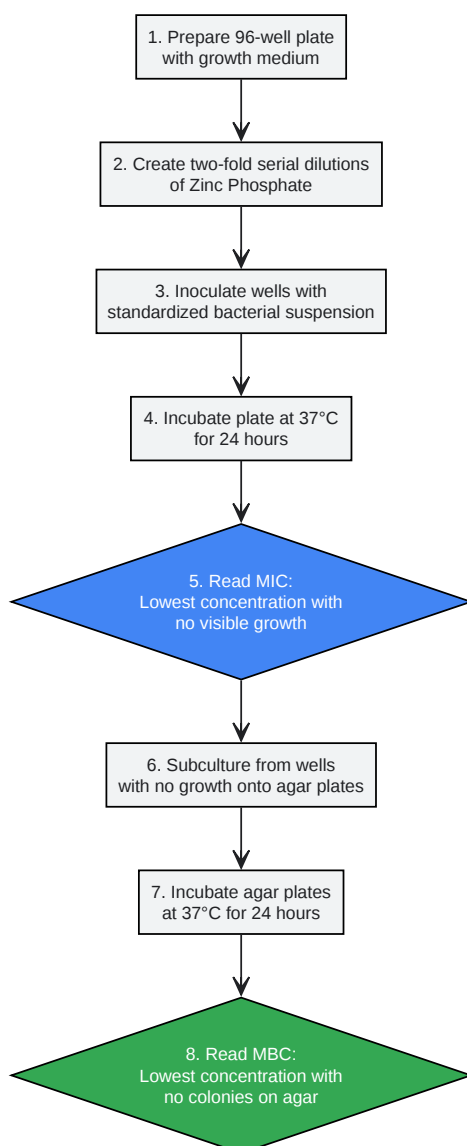 1. Prepare 96-well plate
with growth medium
2. Create two-fold serial dilutions
of Zinc Phosphate
3. Inoculate wells with
standardized bacterial suspension
4. Incubate plate at 37°C
for 24 hours
5. Read MIC:
Lowest concentration with
no visible growth
6. Subculture from wells
with no growth onto agar plates
7. Incubate agar plates
at 37°C for 24 hours
8. Read MBC:
Lowest concentration with
no colonies on agar